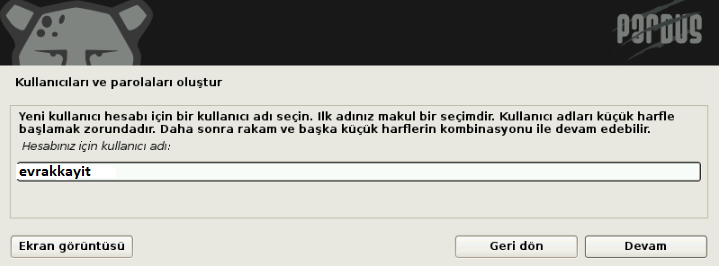 PARDUS
Kullanıcıları ve parolaları oluştur
Yeni kullanıcı hesabı için bir kullanıcı adı seçin. Ilk adınız makul bir seçimdir. Kullanıcı adları küçük harfle
başlamak zorundadır. Daha sonra rakam ve başka küçük harflerin kombinasyonu ile devam edebilir.
Hesabınız için kullanıcı adı:
evrakkayit
Ekran görüntüsü
Geri dön
Devam